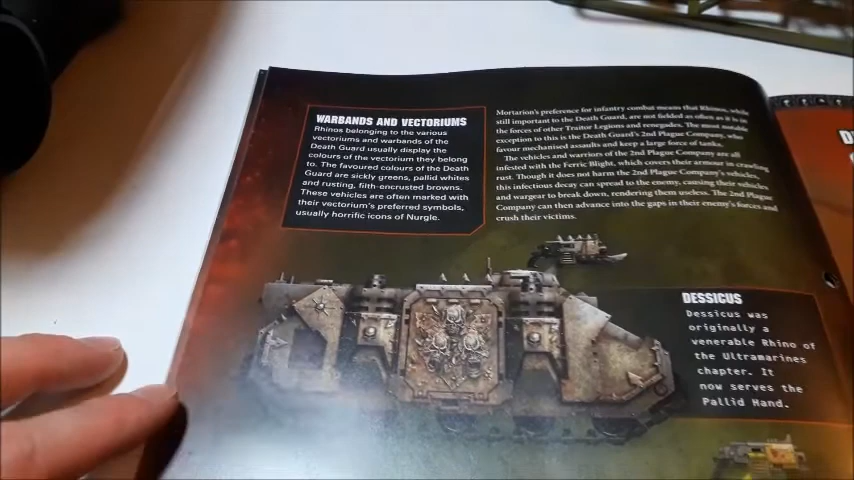 WARBANDS AND VECTORIUMS
Rhinos belonging to the various
vectoriums and warbands of the
Death Guard usually display the
colours of the vectorium they belong
to. The favoured colours of the Death
Guard are sickly greens, pallid whites
and rusting, filth-encrusted browns.
These vehicles are often marked with
their vectorium's preferred symbols,
usually horrific icons of Nurgle.
Mortarion's preference for infantry combat means that Rhinos, while
still important to the Death Guard, are not fielded as often as it is in
the forces of other Traitor Legions and renegades. The most notable
exception to this is the Death Guard's 2nd Plague Company, who
favour mechanised assaults and keep a large force of tanks.
The vehicles and warriors of the 2nd Plague Company are all
infested with the Ferric Blight, which covers their armour in crawling
rust. Though it does not harm the 2nd Plague Company's vehicles,
this infectious decay can spread to the enemy, causing their vehicles
and wargear to break down, rendering them useless. The 2nd Plague
Company can then advance into the gaps in their enemy's forces and
crush their victims.
DESSICUS
Dessicus was
originally a
venerable Rhino of
the Ultramarines
chapter. It
now serves the
Pallid Hand.